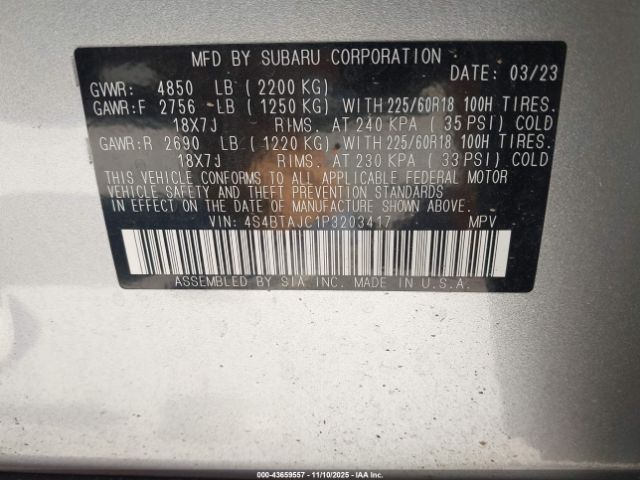 MFD BY SUBARU CORPORATION
DATE: 03/23
GVWR: 4850 LB ( 2200 KG)
GAWR:F 2756 LB ( 1250 KG) WITH 225/60R18 100H TIRES.
18X7J RIMS. AT 240 KPA ( 35 PSI) COLD
GAWR:R 2690 LB ( 1220 KG) WITH 225/60R18 100H TIRES.
18X7J RIMS. AT 230 KPA ( 33 PSI) COLD
THIS VEHICLE CONFORMS TO ALL APPLICABLE FEDERAL MOTOR
VEHICLE SAFETY AND THEFT PREVENTION STANDARDS
IN EFFECT ON THE DATE OF MANUFACTURE SHOWN ABOVE.
VIN: 4S4BTAJC1P3203417 MPV
ASSEMBLED BY SIA INC. MADE IN U.S.A.
000-43659557 - 11/10/2025 - IAAI.CA